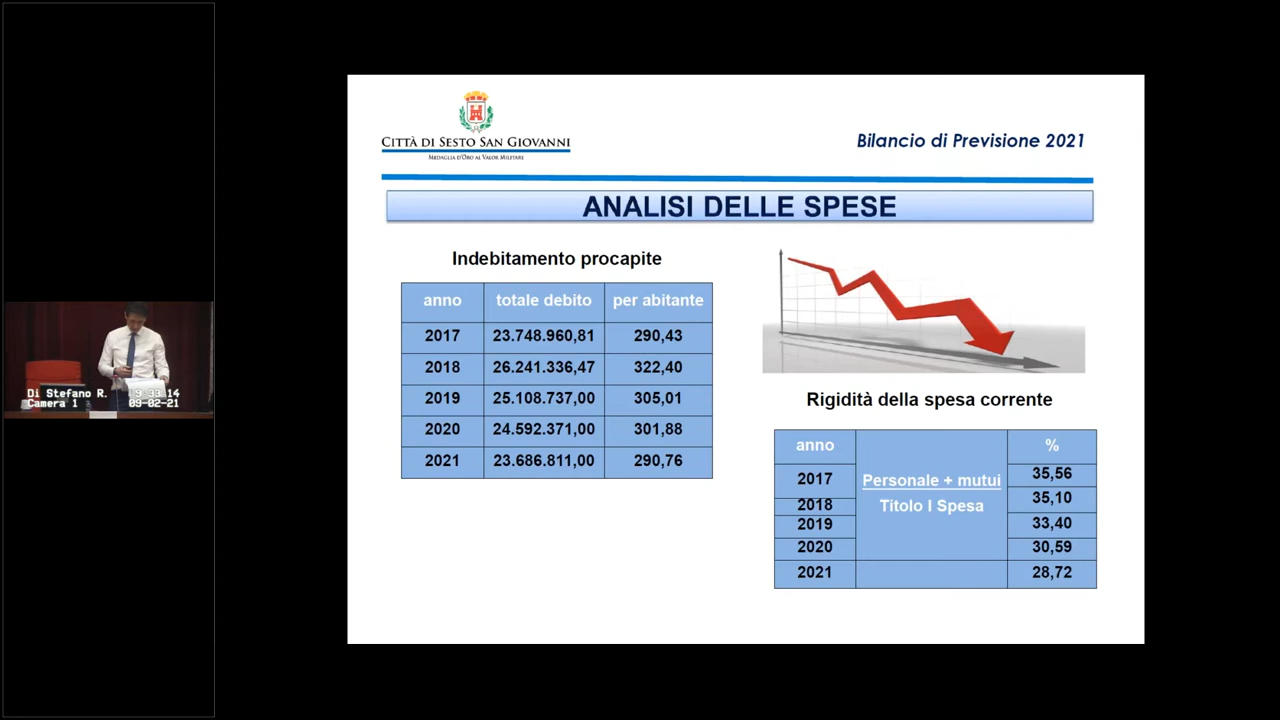 CITTÀ DI SESTO SAN GIOVANNI
MEDAGLIA D'ORO AL VALOR MILITARE
Bilancio di Previsione 2021
ANALISI DELLE SPESE
Indebitamento procapite
anno totale debito per abitante
2017 23.748.960,81 290,43
2018 26.241.336,47 322,40
2019 25.108.737,00 305,01
2020 24.592.371,00 301,88
2021 23.686.811,00 290,76
Rigidità della spesa corrente
anno %
Personale + mutui
Titolo I Spesa
2017 35,56
2018 35,10
2019 33,40
2020 30,59
2021 28,72
Di Stefano R. 9 33 14
Camera 1 09-02-21